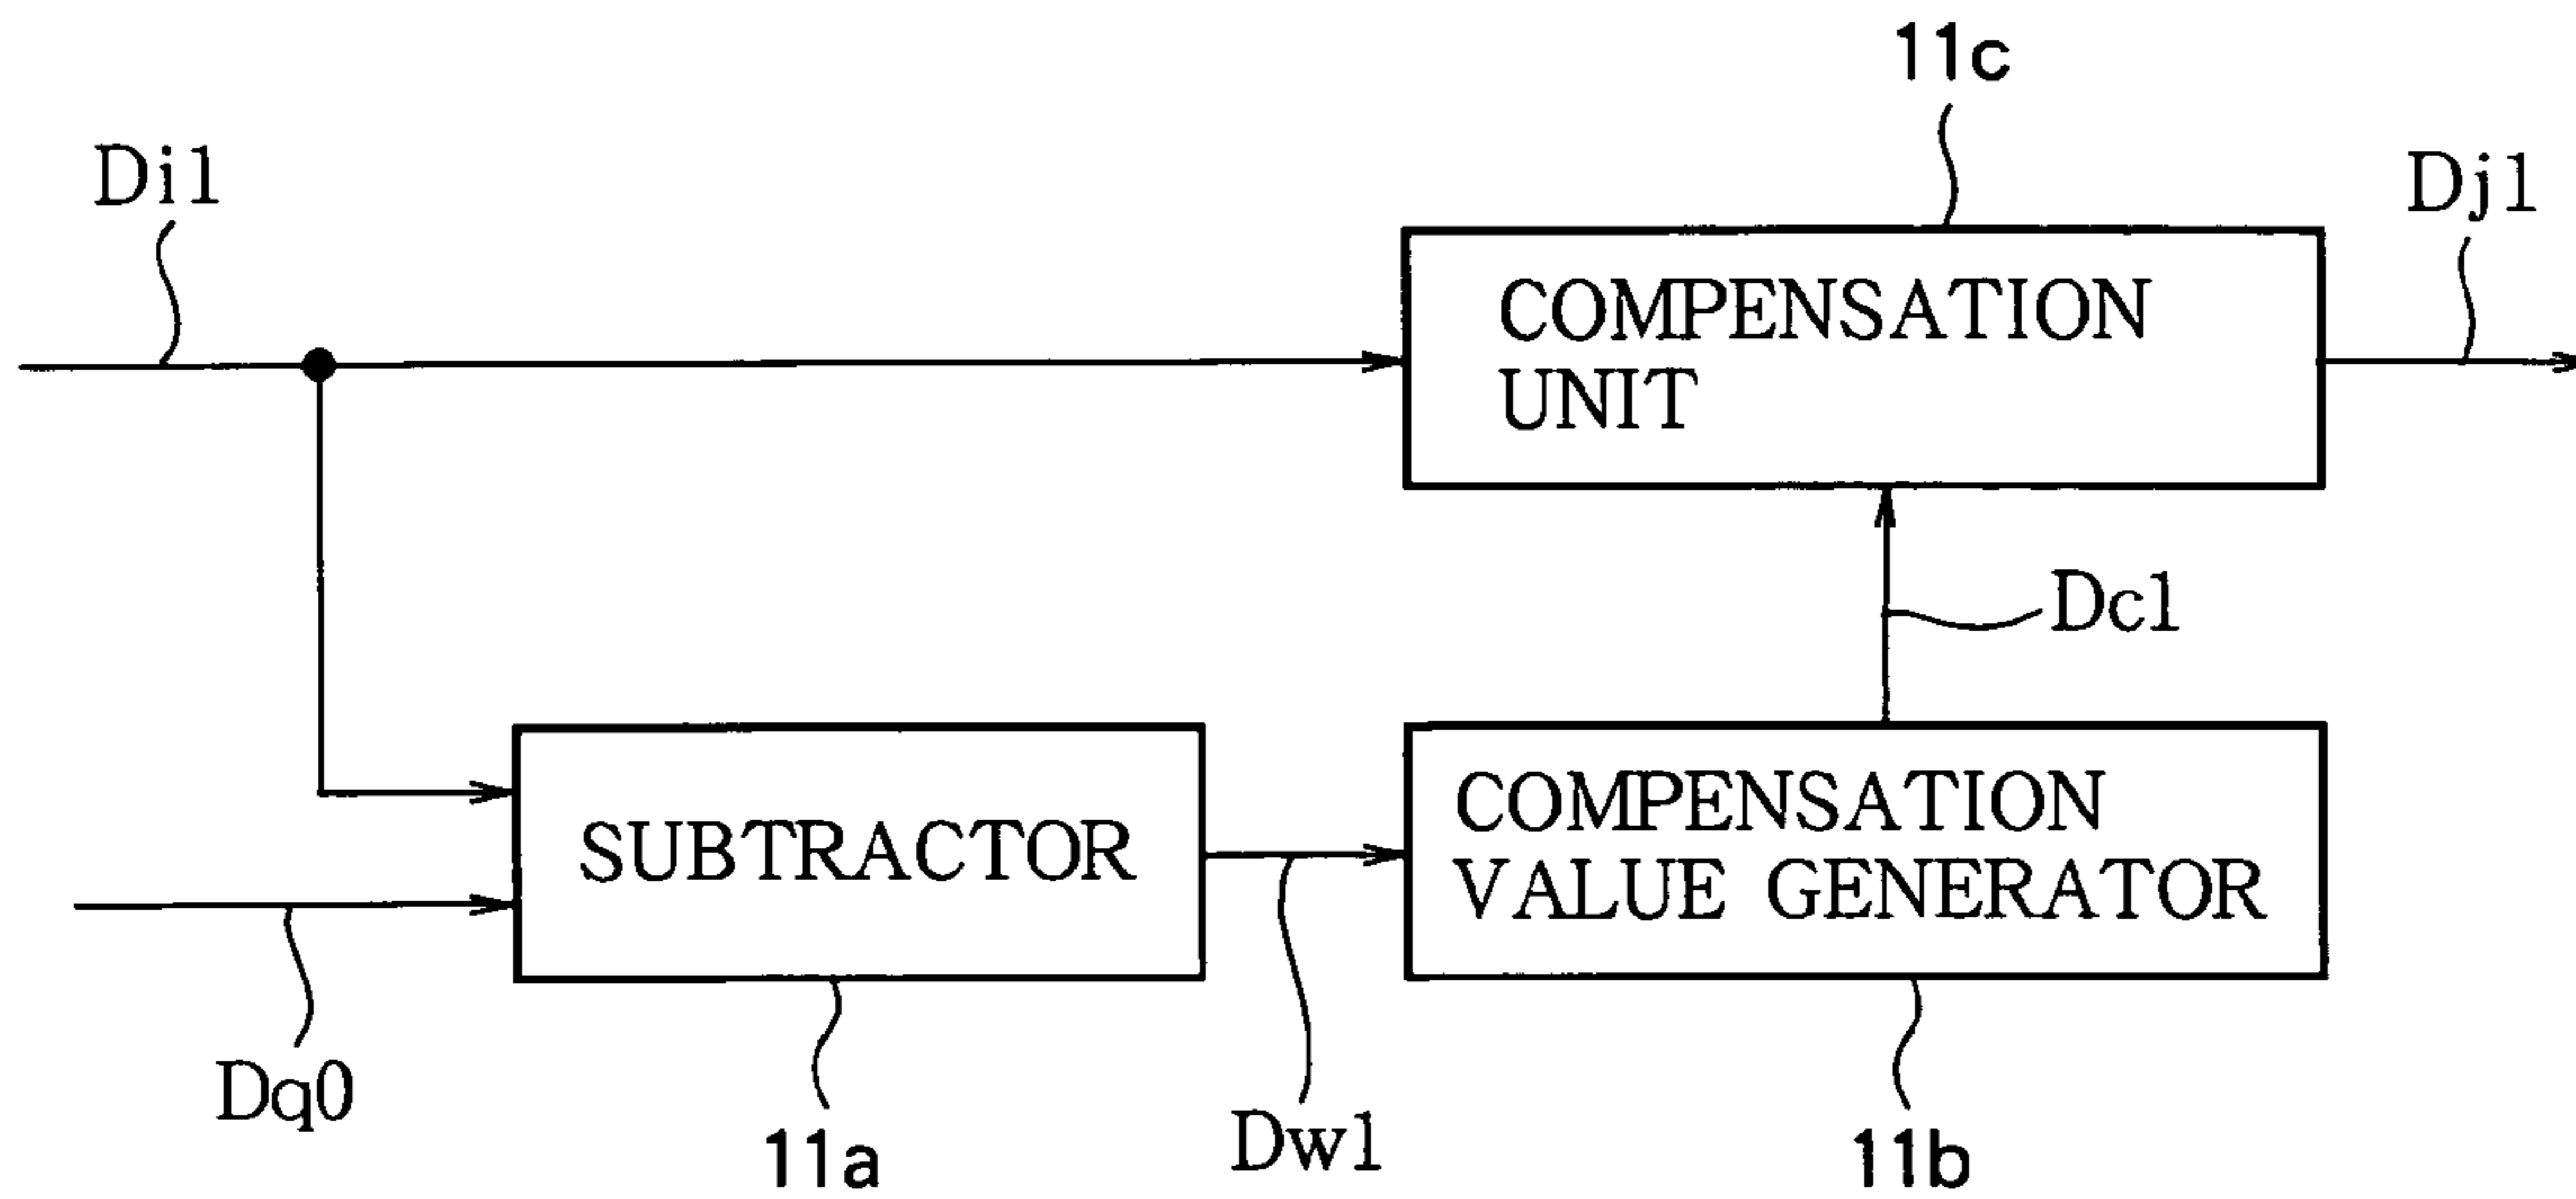 11c
Di1
Dj1
COMPENSATION
UNIT
Dc1
SUBTRACTOR
COMPENSATION
VALUE GENERATOR
Dq0
11a
Dw1
11b